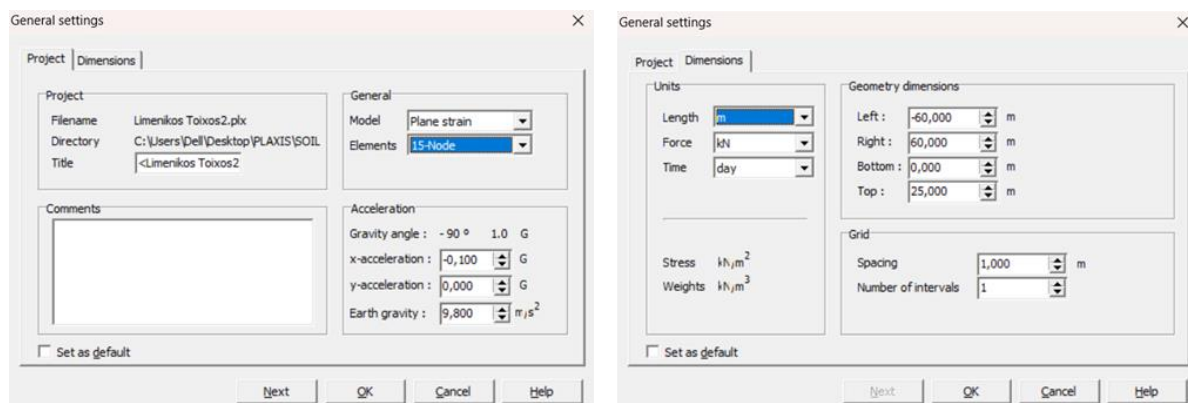 General settings
Project Dimensions
Project
Filename Limenikos Toixos2.plx
Directory C:\Users\Dell\Desktop\PLAXIS\SOIL
Title <Limenikos Toixos2
General
Model Plane strain
Elements 15-Node
Comments
Acceleration
Gravity angle : - 90 º 1.0 G
x-acceleration : -0,100 G
y-acceleration : 0,000 G
Earth gravity : 9,800 m/s²
Set as default
Next OK Cancel Help
General settings
Project Dimensions
Units
Length m
Force kN
Time day
Stress kN/m²
Weights kN/m³
Geometry dimensions
Left : -60,000 m
Right : 60,000 m
Bottom : 0,000 m
Top : 25,000 m
Grid
Spacing 1,000 m
Number of intervals 1
Set as default
Next OK Cancel Help